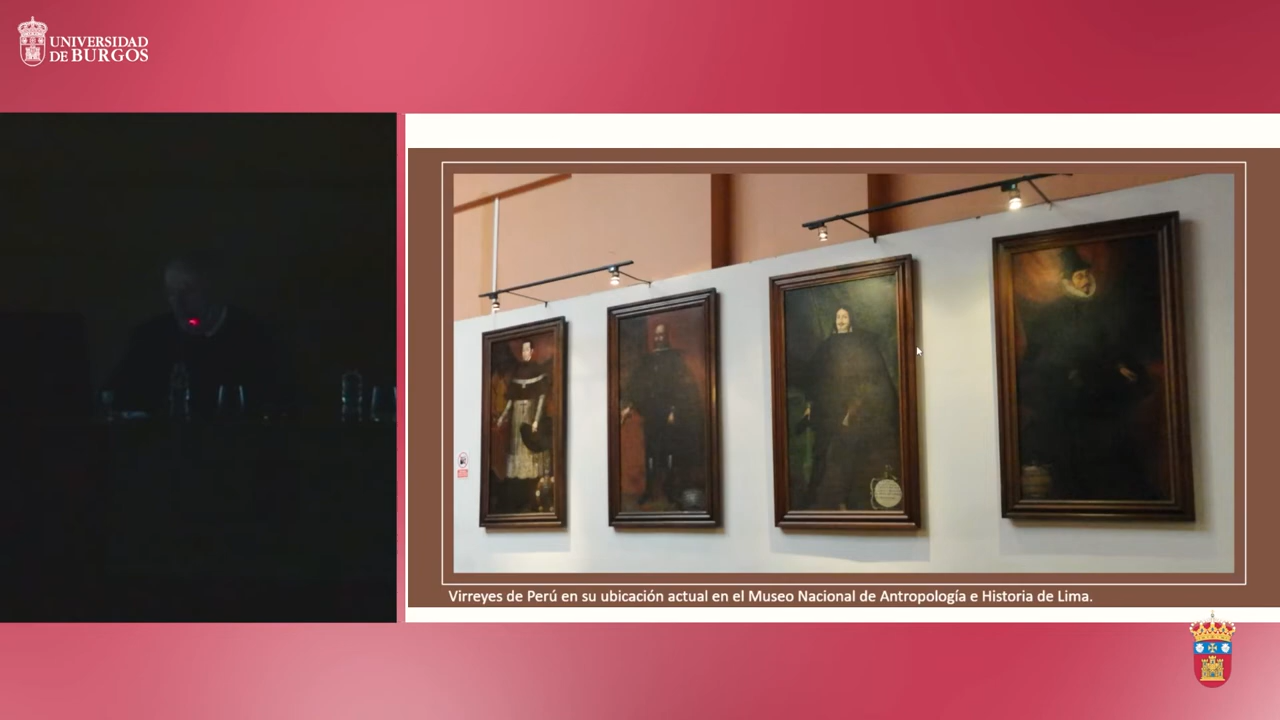 UNIVERSIDAD
DE BURGOS
Virreyes de Perú en su ubicación actual en el Museo Nacional de Antropología e Historia de Lima.